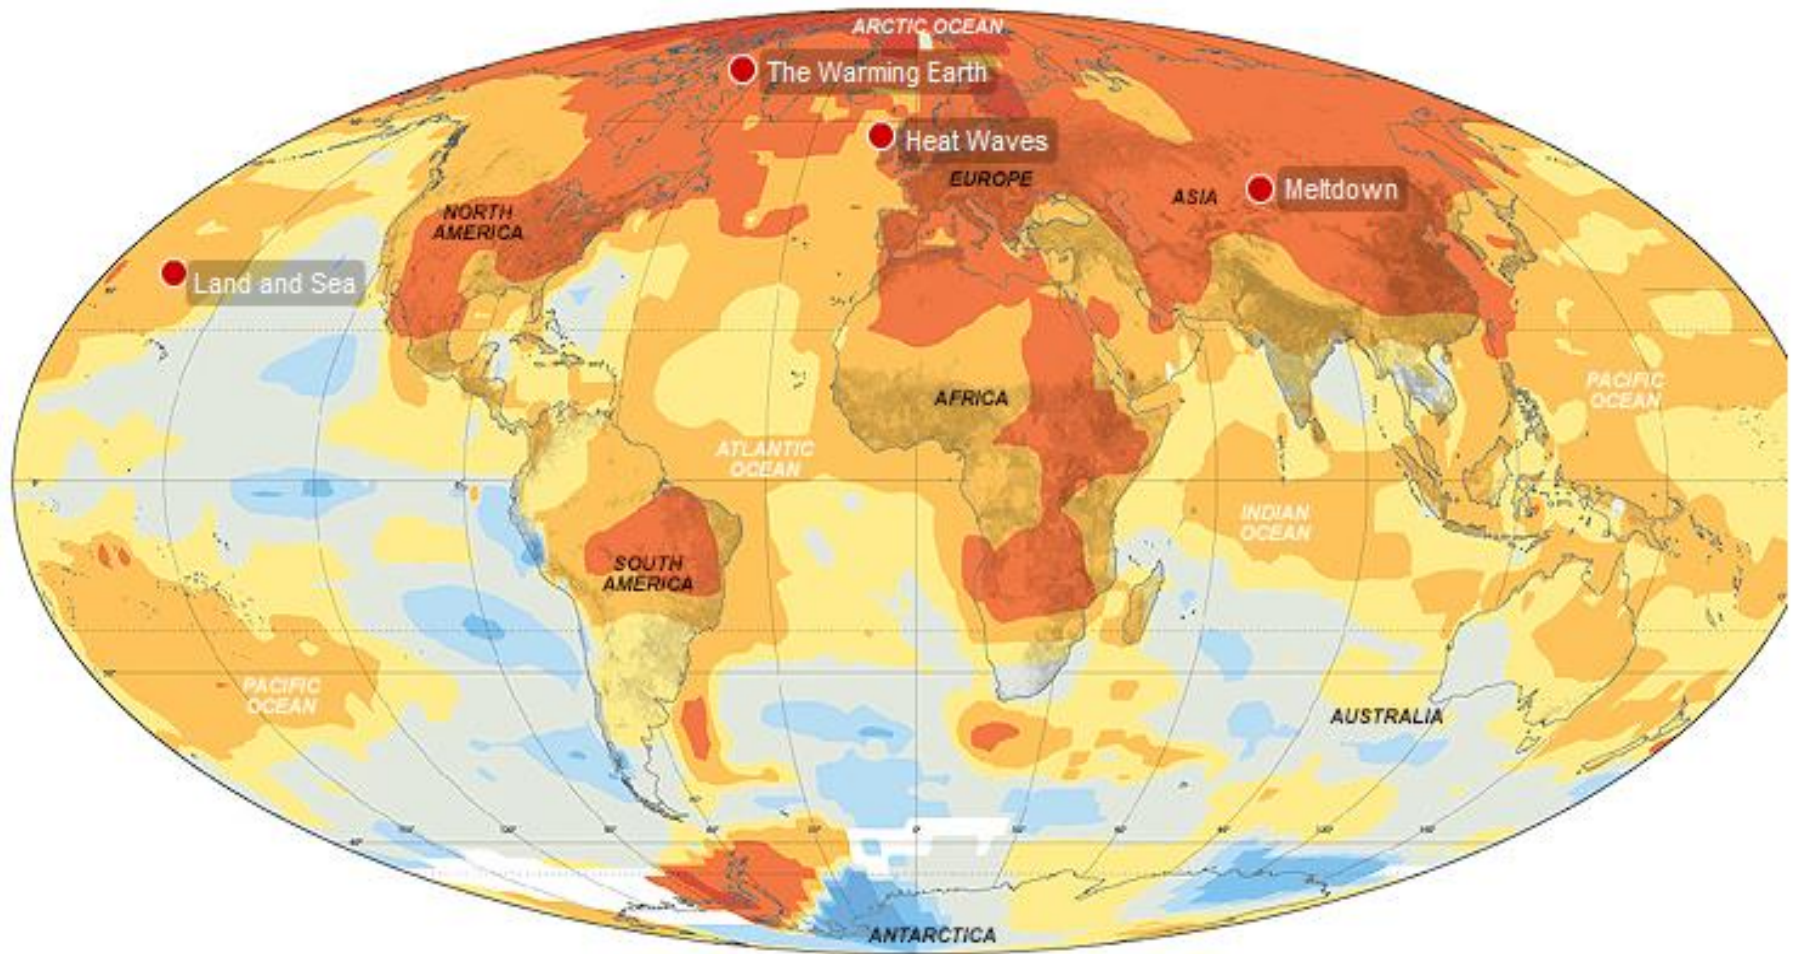 ARCTIC OCEAN
The Warming Earth
Heat Waves
EUROPE
ASIA
Meltdown
NORTH
AMERICA
Land and Sea
AFRICA
PACIFIC
OCEAN
ATLANTIC
OCEAN
INDIAN
OCEAN
SOUTH
AMERICA
PACIFIC
OCEAN
AUSTRALIA
ANTARCTICA